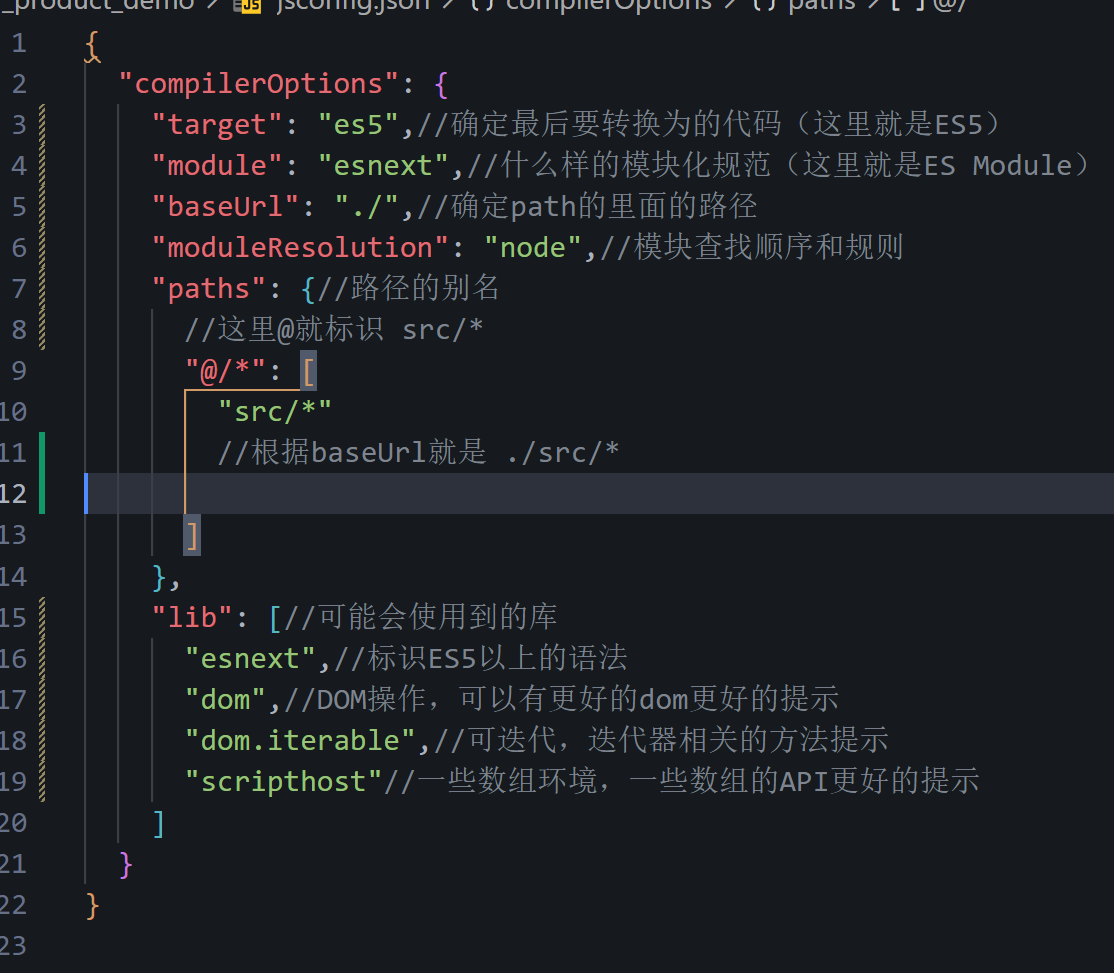 _product_demo > JS jsconfig.json > {} compilerOptions > {} paths > [ ] @/
1 {
2 "compilerOptions": {
3 "target": "es5",//确定最后要转换为的代码（这里就是ES5）
4 "module": "esnext",//什么样的模块化规范（这里就是ES Module）
5 "baseUrl": "./",//确定path的里面的路径
6 "moduleResolution": "node",//模块查找顺序和规则
7 "paths": {//路径的别名
8 //这里@就标识 src/*
9 "@/*": [
10 "src/*"
11 //根据baseUrl就是 ./src/*
12
13 ]
14 },
15 "lib": [//可能会使用到的库
16 "esnext",//标识ES5以上的语法
17 "dom",//DOM操作，可以有更好的dom更好的提示
18 "dom.iterable",//可迭代，迭代器相关的方法提示
19 "scripthost"//一些数组环境，一些数组的API更好的提示
20 ]
21 }
22 }
23